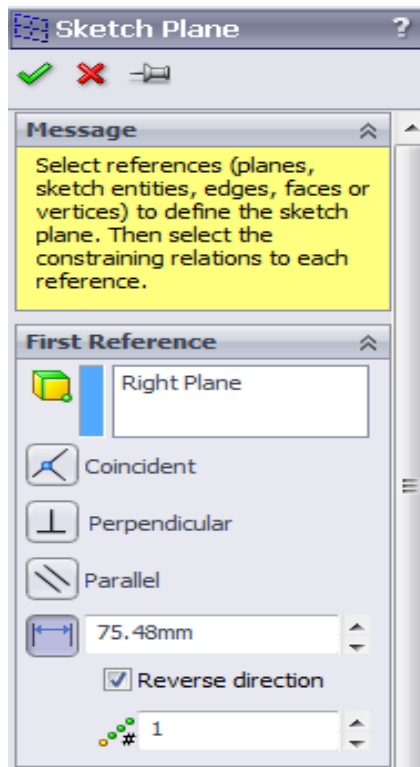 Sketch Plane ?
Message
Select references (planes,
sketch entities, edges, faces or
vertices) to define the sketch
plane. Then select the
constraining relations to each
reference.
First Reference
Right Plane
Coincident
Perpendicular
Parallel
75.48mm
Reverse direction
# 1